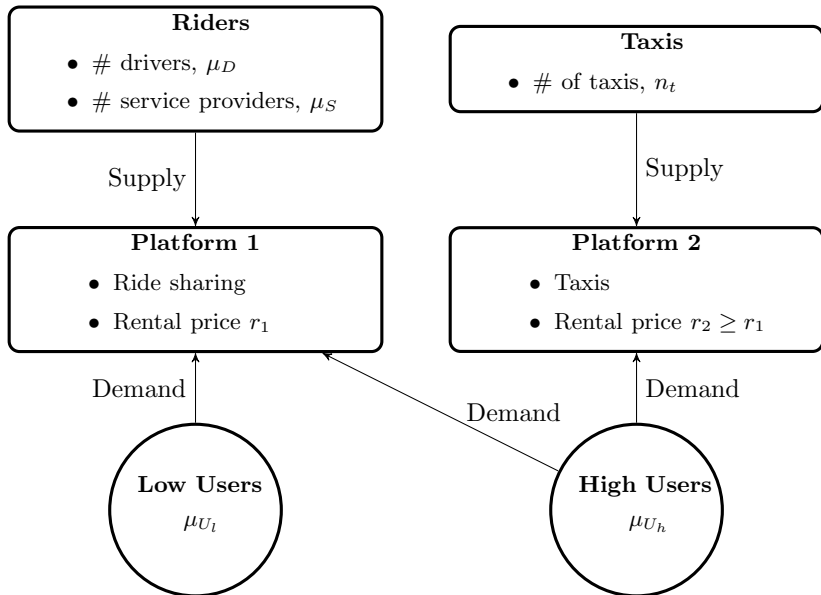 Riders
• # drivers, μ_D
• # service providers, μ_S
Taxis
• # of taxis, n_t
Supply
Supply
Platform 1
• Ride sharing
• Rental price r_1
Platform 2
• Taxis
• Rental price r_2 ≥ r_1
Demand
Demand
Demand
Low Users
μ_{U_l}
High Users
μ_{U_h}